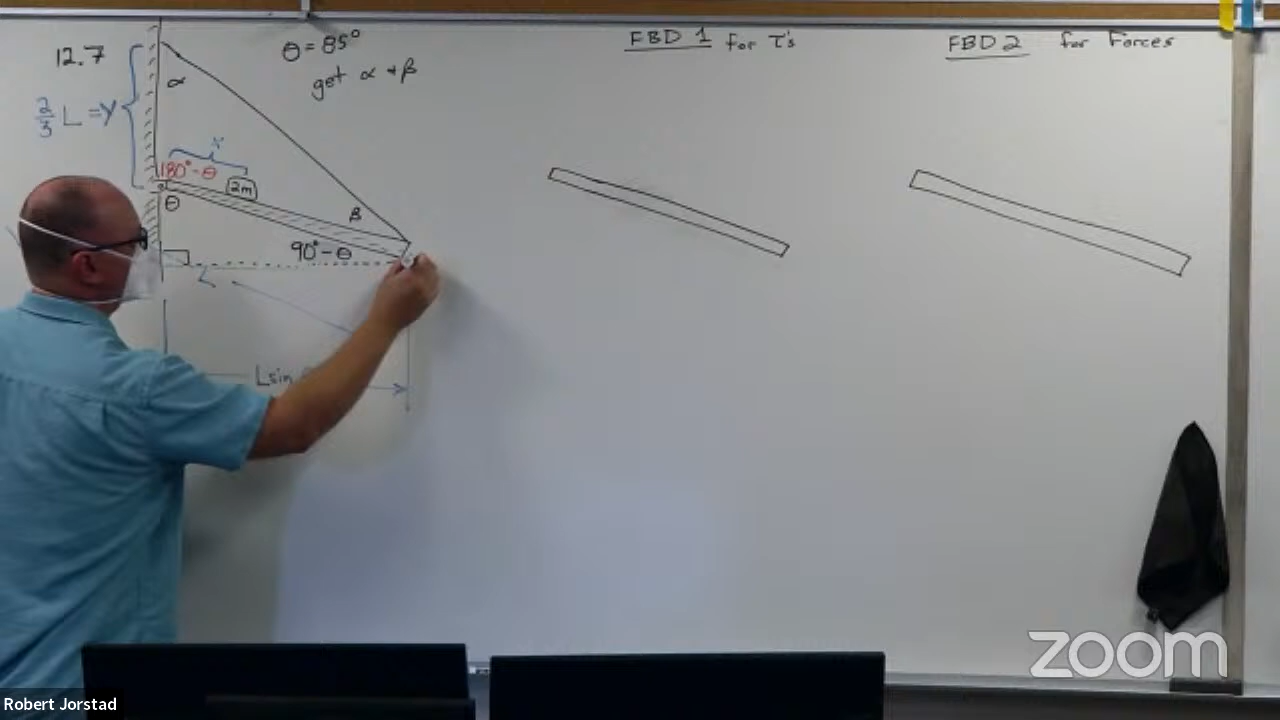 12.7
θ = 85°
get α + β
FBD 1 for τ's
FBD 2 for Forces
α
2/3 L = y
x
180° - θ
2m
θ
β
90° - θ
L
L sin
zoom
Robert Jorstad